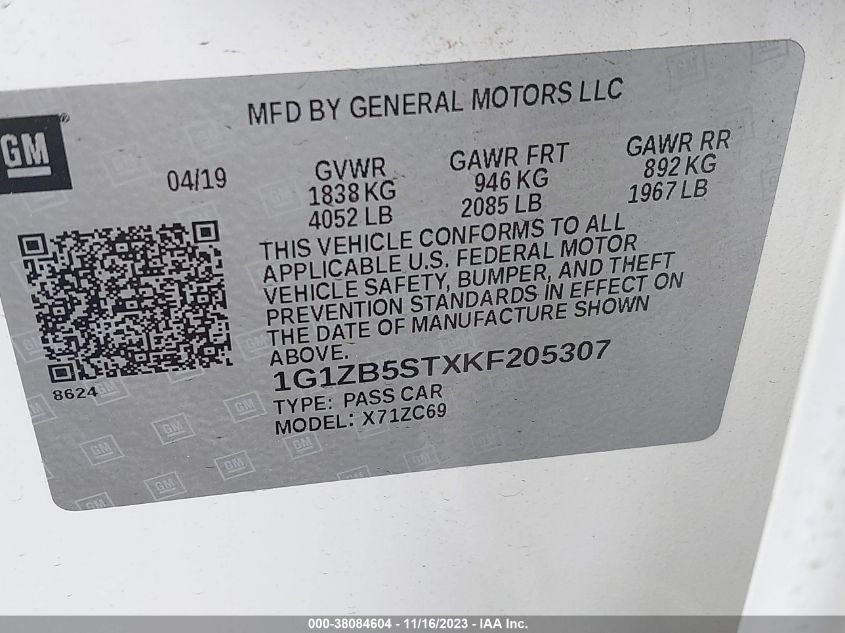 MFD BY GENERAL MOTORS LLC
GM ®
04/19
GVWR
1838 KG
4052 LB
GAWR FRT
946 KG
2085 LB
GAWR RR
892 KG
1967 LB
THIS VEHICLE CONFORMS TO ALL
APPLICABLE U.S. FEDERAL MOTOR
VEHICLE SAFETY, BUMPER, AND THEFT
PREVENTION STANDARDS IN EFFECT ON
THE DATE OF MANUFACTURE SHOWN
ABOVE.
8624
1G1ZB5STXKF205307
TYPE: PASS CAR
MODEL: X71ZC69
000-38084604 - 11/16/2023 - IAA Inc.